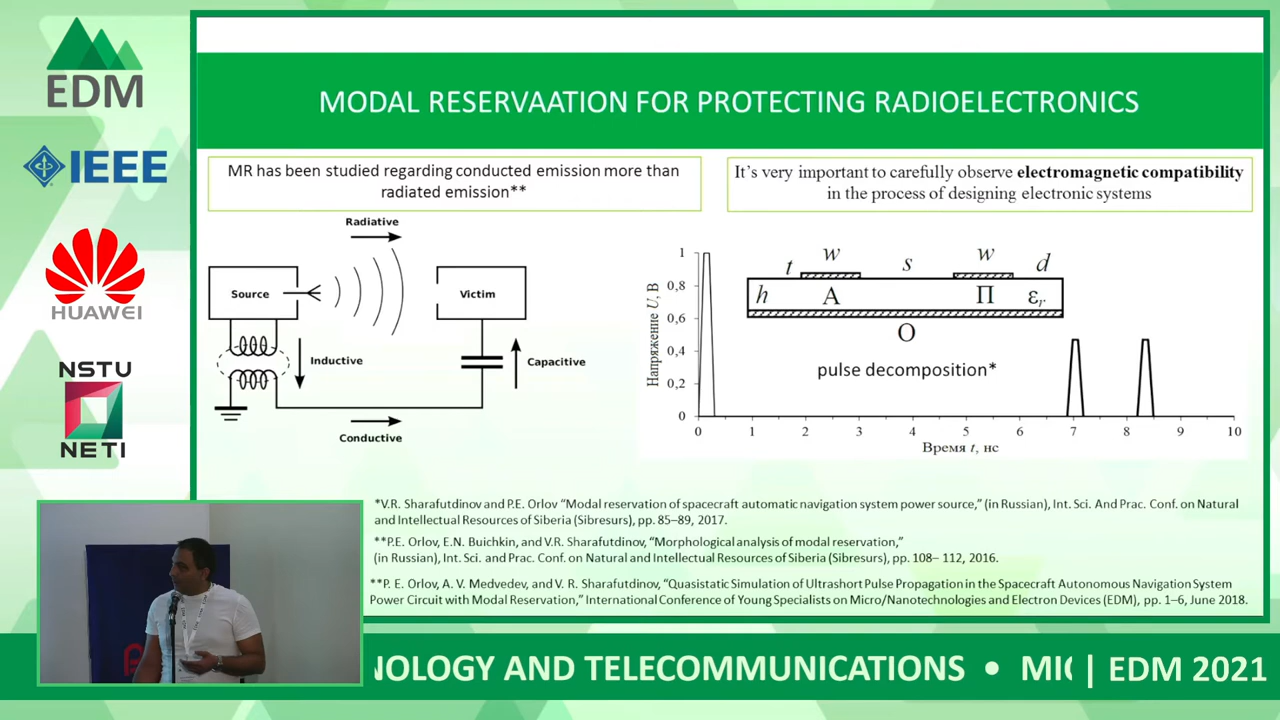 EDM
IEEE
HUAWEI
NSTU
NETI
MODAL RESERVAATION FOR PROTECTING RADIOELECTRONICS
MR has been studied regarding conducted emission more than
radiated emission**
It's very important to carefully observe electromagnetic compatibility
in the process of designing electronic systems
Radiative
Source
Victim
Inductive
Capacitive
Conductive
Напряжение U, В
1
0,8
0,6
0,4
0,2
0
t w s w d
h A П εr
O
pulse decomposition*
0 1 2 3 4 5 6 7 8 9 10
Время t, нс
*V.R. Sharafutdinov and P.E. Orlov “Modal reservation of spacecraft automatic navigation system power source,” (in Russian), Int. Sci. And Prac. Conf. on Natural
and Intellectual Resources of Siberia (Sibresurs), pp. 85–89, 2017.
**P.E. Orlov, E.N. Buichkin, and V.R. Sharafutdinov, “Morphological analysis of modal reservation,”
(in Russian), Int. Sci. and Prac. Conf. on Natural and Intellectual Resources of Siberia (Sibresurs), pp. 108– 112, 2016.
**P. E. Orlov, A. V. Medvedev, and V. R. Sharafutdinov, “Quasistatic Simulation of Ultrashort Pulse Propagation in the Spacecraft Autonomous Navigation System
Power Circuit with Modal Reservation,” International Conference of Young Specialists on Micro/Nanotechnologies and Electron Devices (EDM), pp. 1–6, June 2018.
NOLOGY AND TELECOMMUNICATIONS • MIC | EDM 2021